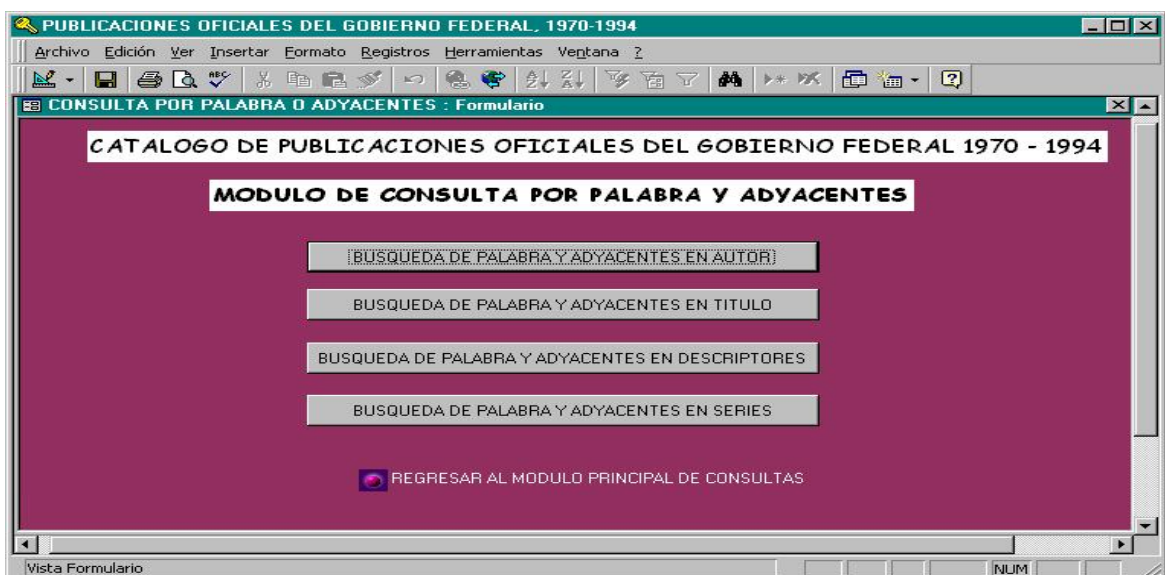 PUBLICACIONES OFICIALES DEL GOBIERNO FEDERAL, 1970-1994
Archivo Edición Ver Insertar Formato Registros Herramientas Ventana ?
CONSULTA POR PALABRA O ADYACENTES : Formulario
CATALOGO DE PUBLICACIONES OFICIALES DEL GOBIERNO FEDERAL 1970 - 1994
MODULO DE CONSULTA POR PALABRA Y ADYACENTES
BUSQUEDA DE PALABRA Y ADYACENTES EN AUTOR
BUSQUEDA DE PALABRA Y ADYACENTES EN TITULO
BUSQUEDA DE PALABRA Y ADYACENTES EN DESCRIPTORES
BUSQUEDA DE PALABRA Y ADYACENTES EN SERIES
REGRESAR AL MODULO PRINCIPAL DE CONSULTAS
Vista Formulario NUM